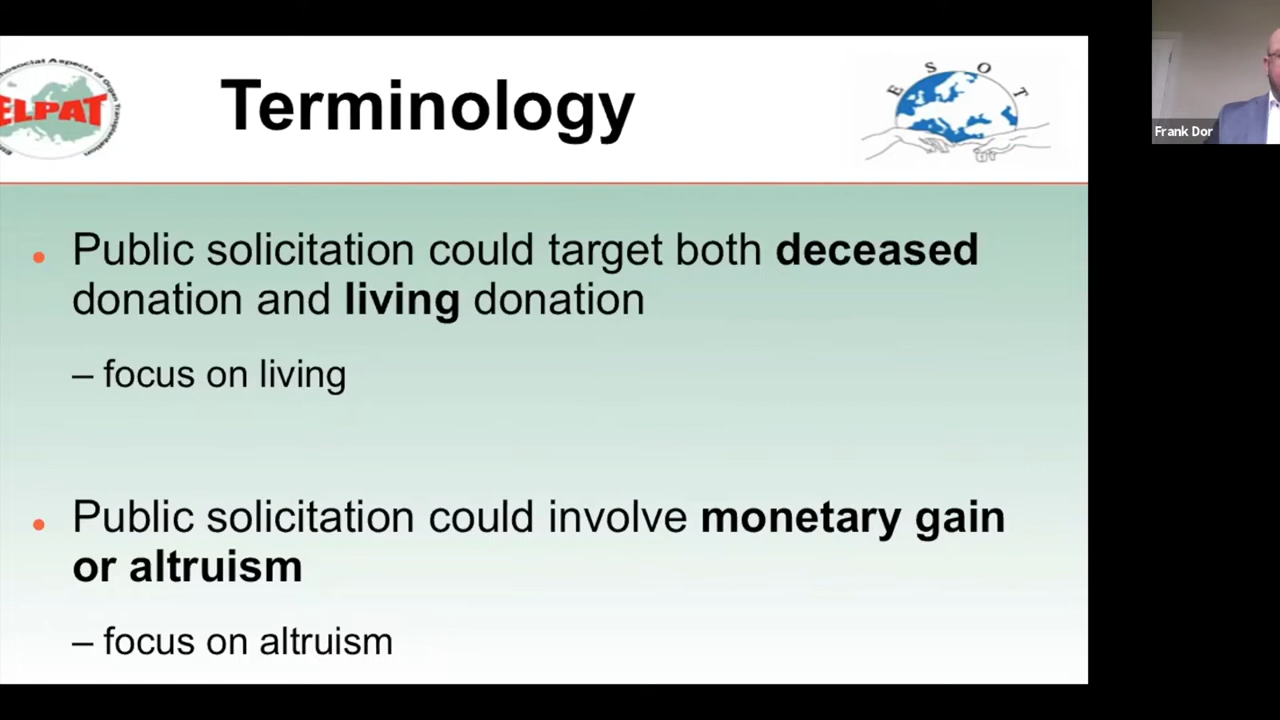 Terminology
ELPAT
E S O T
Public solicitation could target both deceased
donation and living donation
– focus on living
Public solicitation could involve monetary gain
or altruism
– focus on altruism
Frank Dor